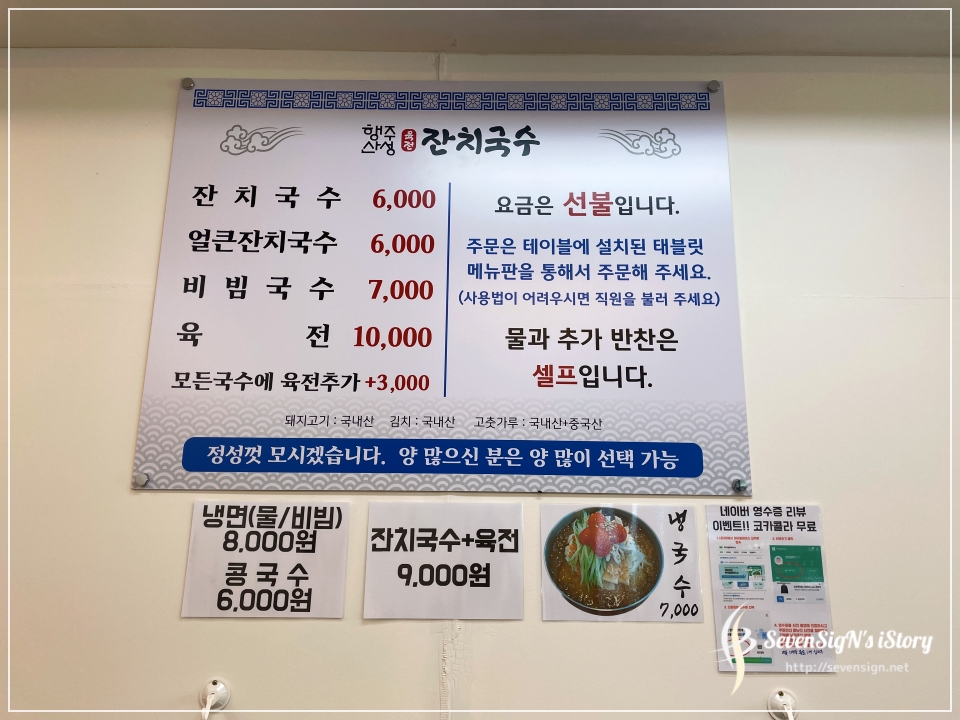 행주산성 육전 잔치국수
잔치국수 6,000
얼큰잔치국수 6,000
비빔국수 7,000
육전 10,000
모든국수에 육전추가 +3,000
요금은 선불입니다.
주문은 테이블에 설치된 태블릿
메뉴판을 통해서 주문해 주세요.
(사용법이 어려우시면 직원을 불러 주세요)
물과 추가 반찬은
셀프입니다.
돼지고기 : 국내산 김치 : 국내산 고춧가루 : 국내산+중국산
정성껏 모시겠습니다. 양 많으신 분은 양 많이 선택 가능
냉면(물/비빔)
8,000원
콩국수
6,000원
잔치국수+육전
9,000원
냉국수
7,000
네이버 영수증 리뷰
이벤트!! 코카콜라 무료
SevenSigN's iStory
http://sevensign.net